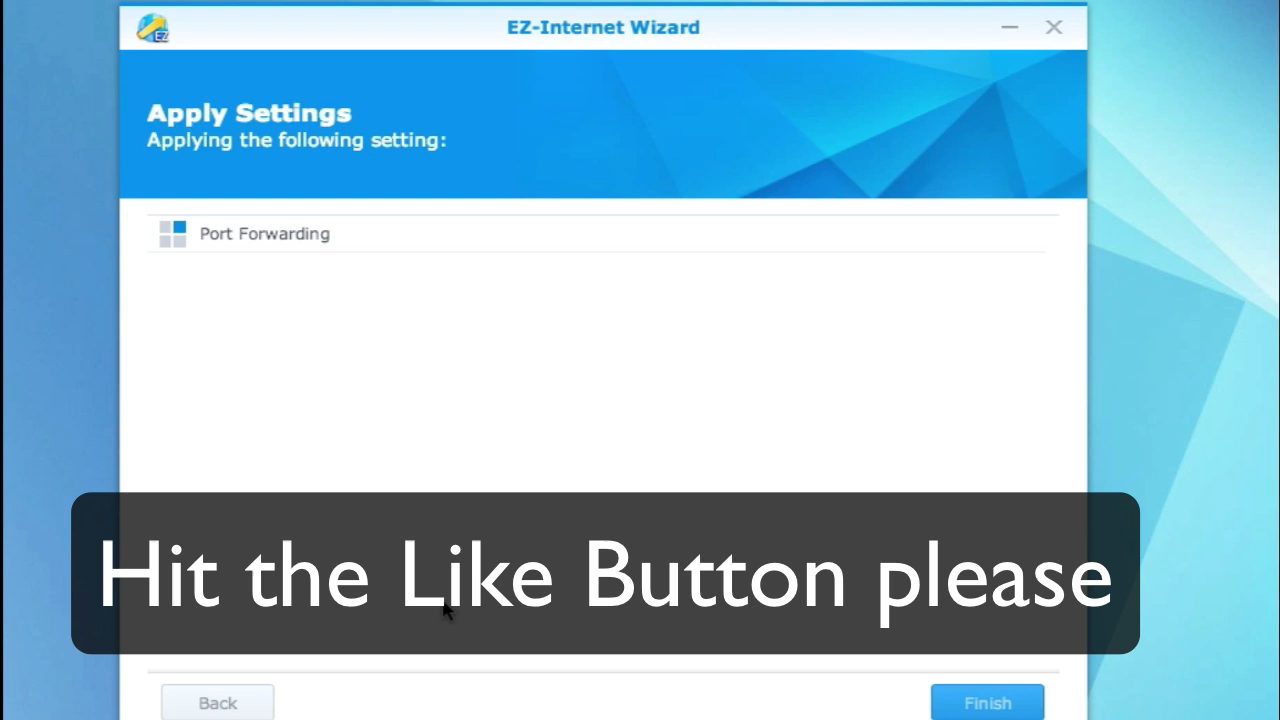 EZ-Internet Wizard
EZ
Apply Settings
Applying the following setting:
Port Forwarding
Hit the Like Button please
Back
Finish